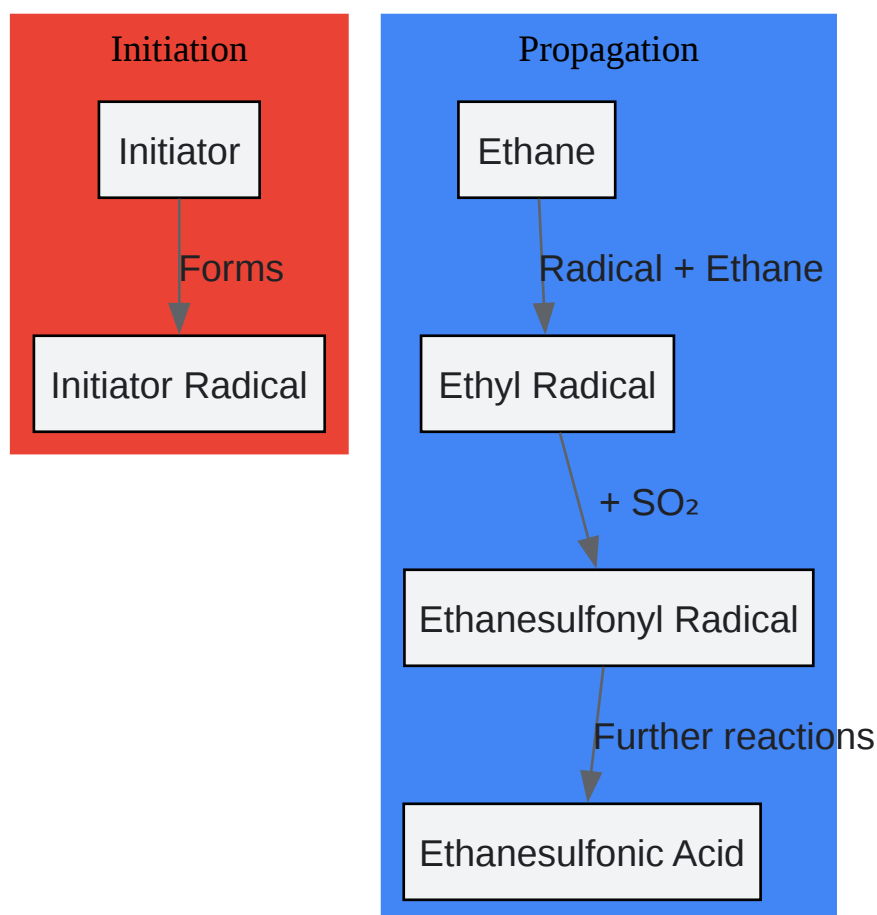 Initiation
Initiator
Forms
Initiator Radical
Propagation
Ethane
Radical + Ethane
Ethyl Radical
+ SO₂
Ethanesulfonyl Radical
Further reactions
Ethanesulfonic Acid